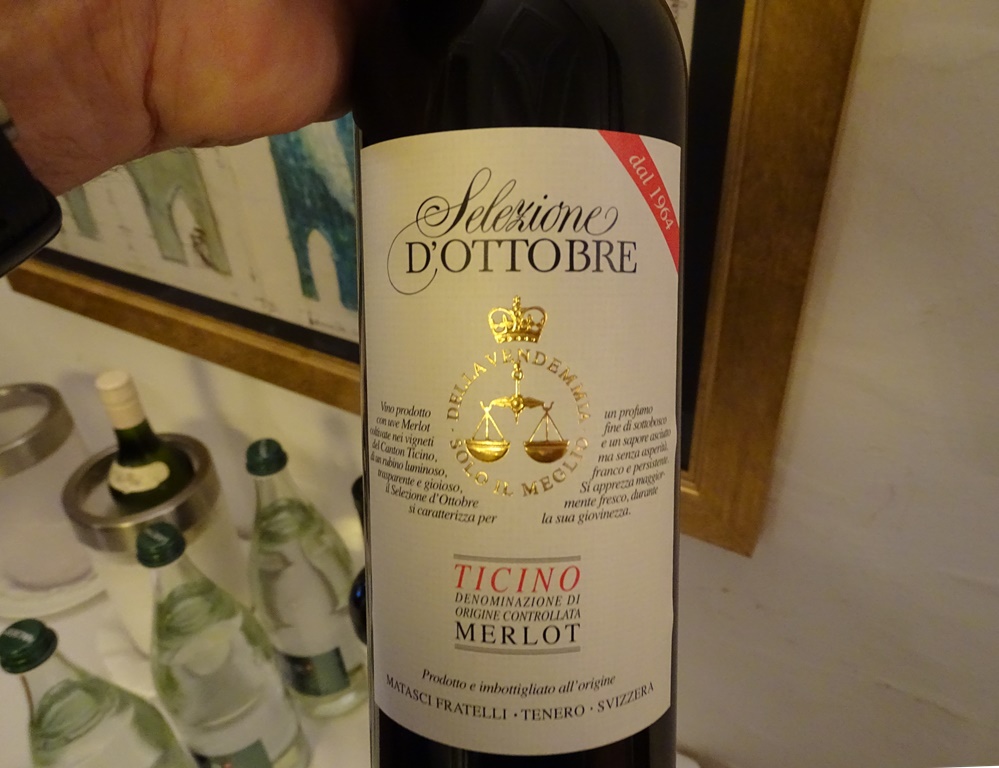 dal 1964
Selezione
D'OTTOBRE
DELLA VENDEMMIA
SOLO IL MEGLIO
Vino prodotto
con uve Merlot
coltivate nei vigneti
del Canton Ticino,
di un rubino luminoso,
trasparente e gioioso,
il Selezione d'Ottobre
si caratterizza per
un profumo
fine di sottobosco
e un sapore asciutto
ma senza asperità,
franco e persistente.
Si apprezza maggior-
mente fresco, durante
la sua giovinezza.
TICINO
DENOMINAZIONE DI
ORIGINE CONTROLLATA
MERLOT
Prodotto e imbottigliato all'origine
MATASCI FRATELLI · TENERO · SVIZZERA